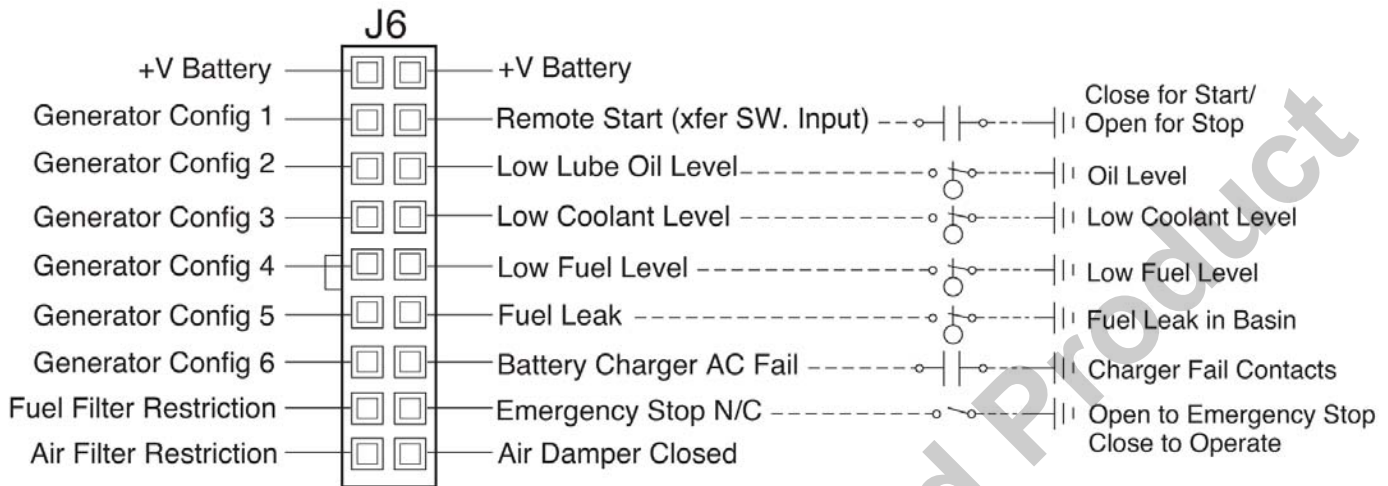 J6
+V Battery +V Battery
Generator Config 1 Remote Start (xfer SW. Input) Close for Start/
Open for Stop
Generator Config 2 Low Lube Oil Level Oil Level
Generator Config 3 Low Coolant Level Low Coolant Level
Generator Config 4 Low Fuel Level Low Fuel Level
Generator Config 5 Fuel Leak Fuel Leak in Basin
Generator Config 6 Battery Charger AC Fail Charger Fail Contacts
Fuel Filter Restriction Emergency Stop N/C Open to Emergency Stop
Close to Operate
Air Filter Restriction Air Damper Closed
d Product